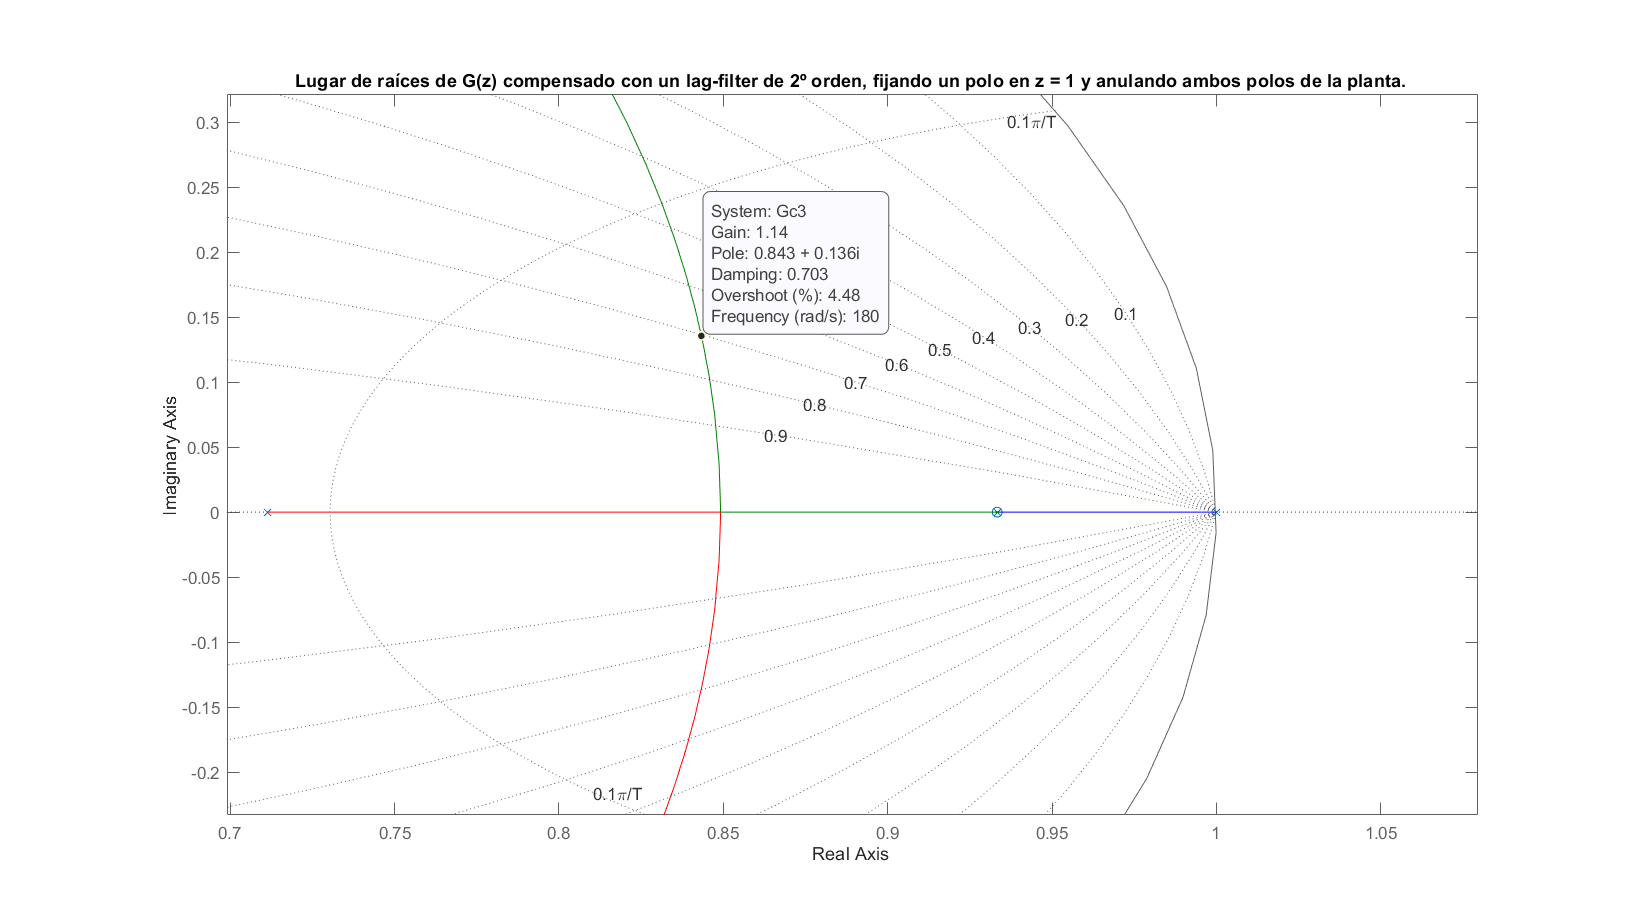 Lugar de raíces de G(z) compensado con un lag-filter de 2º orden, fijando un polo en z = 1 y anulando ambos polos de la planta.
0.3
0.25
0.2
0.15
0.1
0.05
0
-0.05
-0.1
-0.15
-0.2
Imaginary Axis
0.1π/T
System: Gc3
Gain: 1.14
Pole: 0.843 + 0.136i
Damping: 0.703
Overshoot (%): 4.48
Frequency (rad/s): 180
0.1
0.2
0.3
0.4
0.5
0.6
0.7
0.8
0.9
0.1π/T
0.7
0.75
0.8
0.85
0.9
0.95
1
1.05
Real Axis